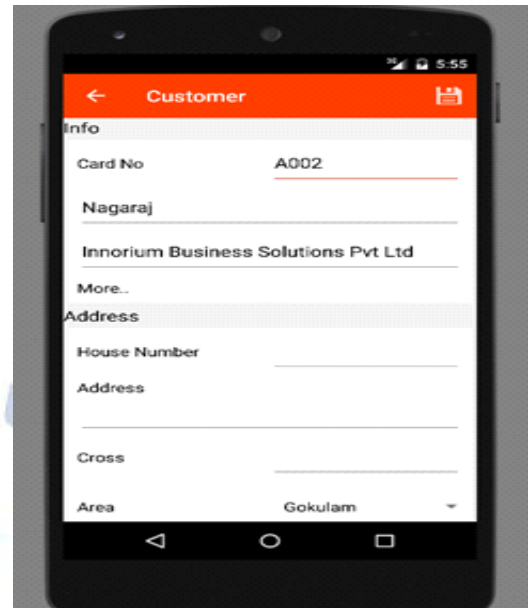 3G 5:55
Customer
Info
Card No A002
Nagaraj
Innorium Business Solutions Pvt Ltd
More..
Address
House Number
Address
Cross
Area Gokulam